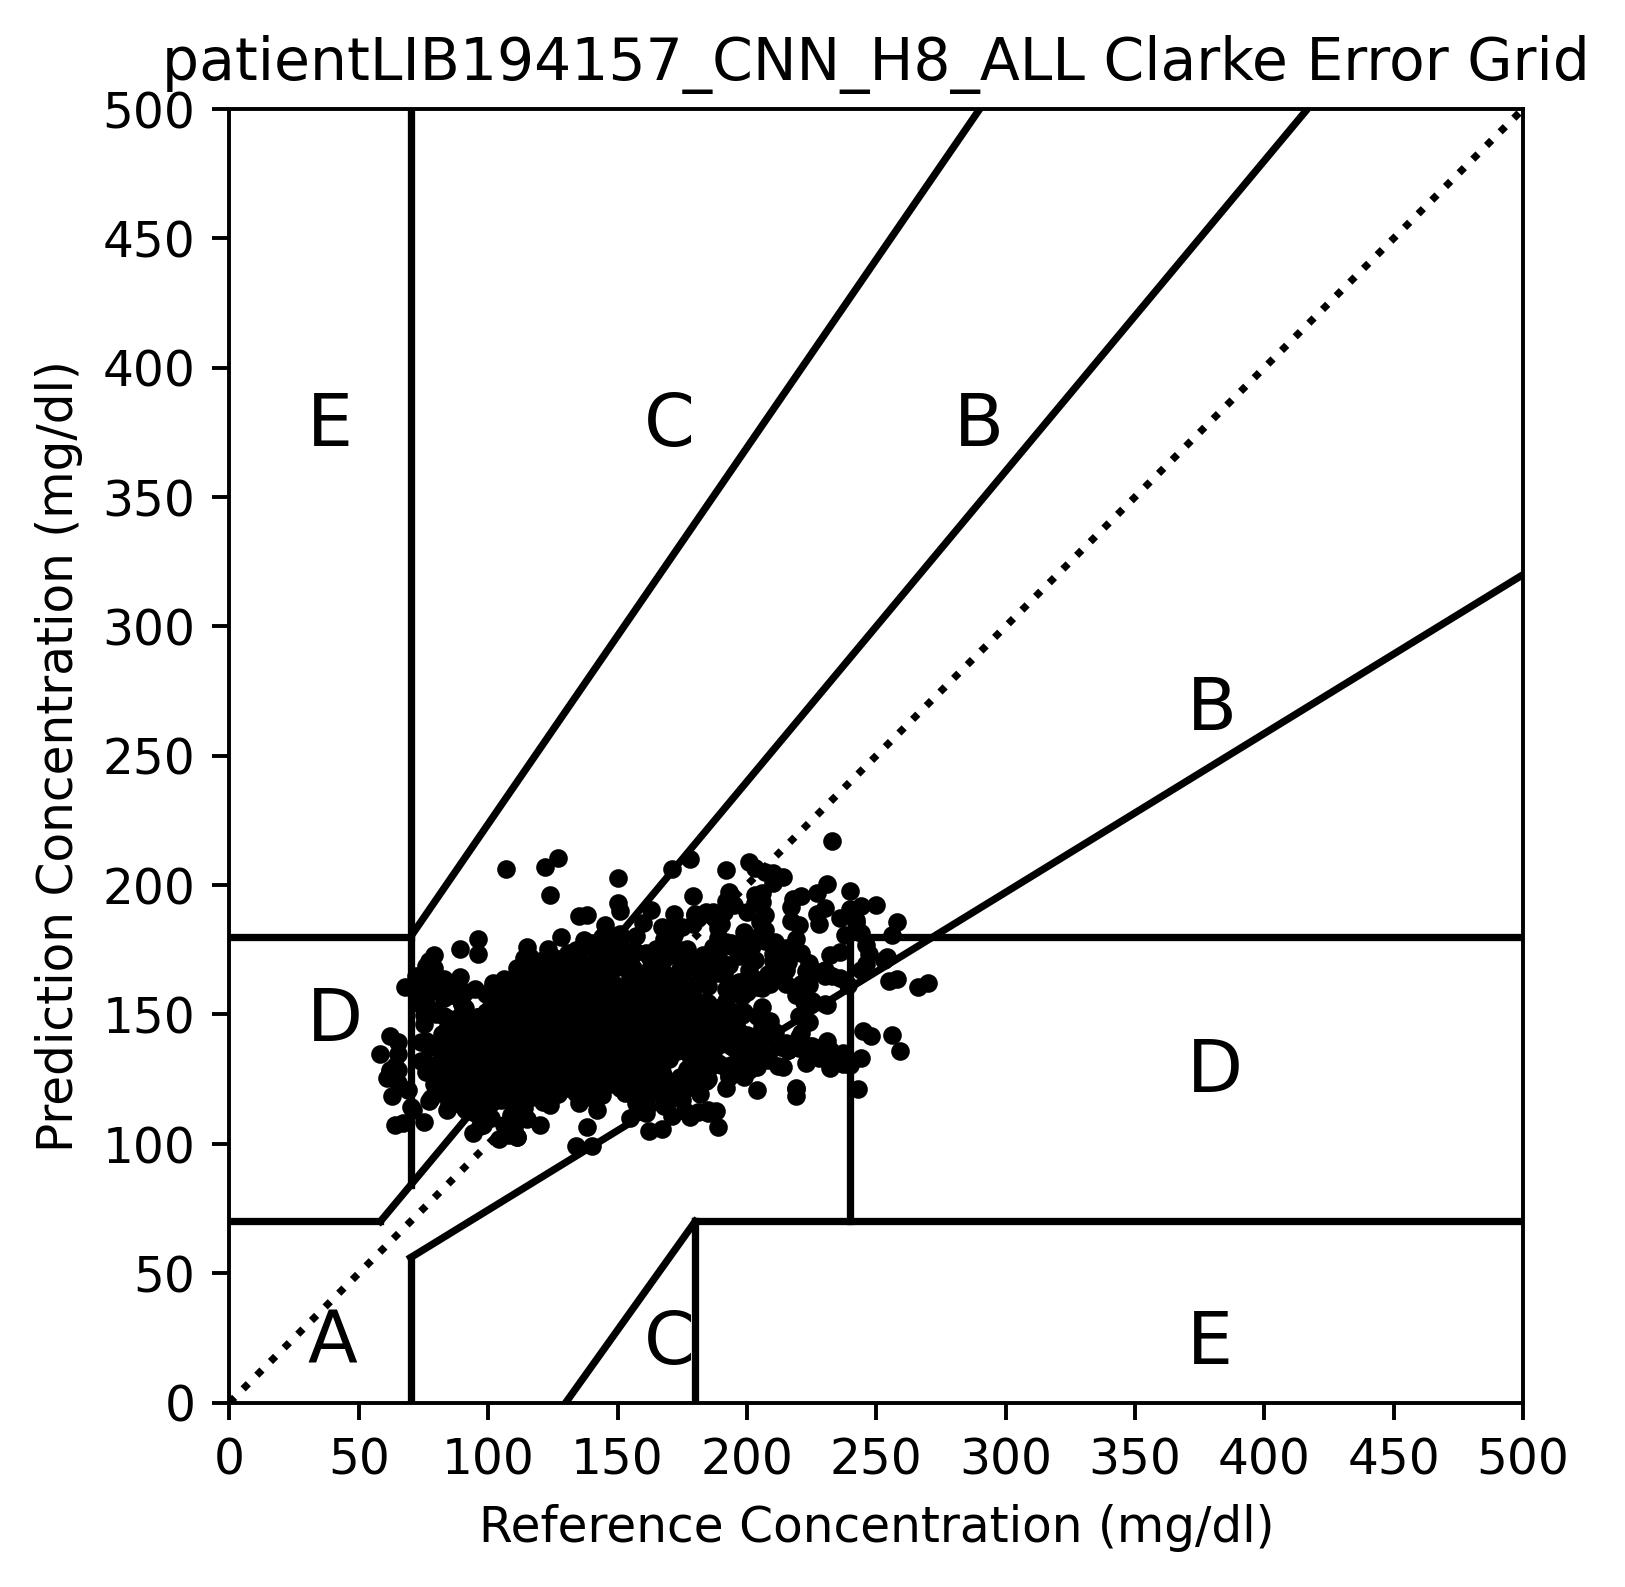 patientLIB194157_CNN_H8_ALL Clarke Error Grid
500
450
400
350
300
250
200
150
100
50
0
Prediction Concentration (mg/dl)
E
C
B
B
D
D
A
C
E
0 50 100 150 200 250 300 350 400 450 500
Reference Concentration (mg/dl)